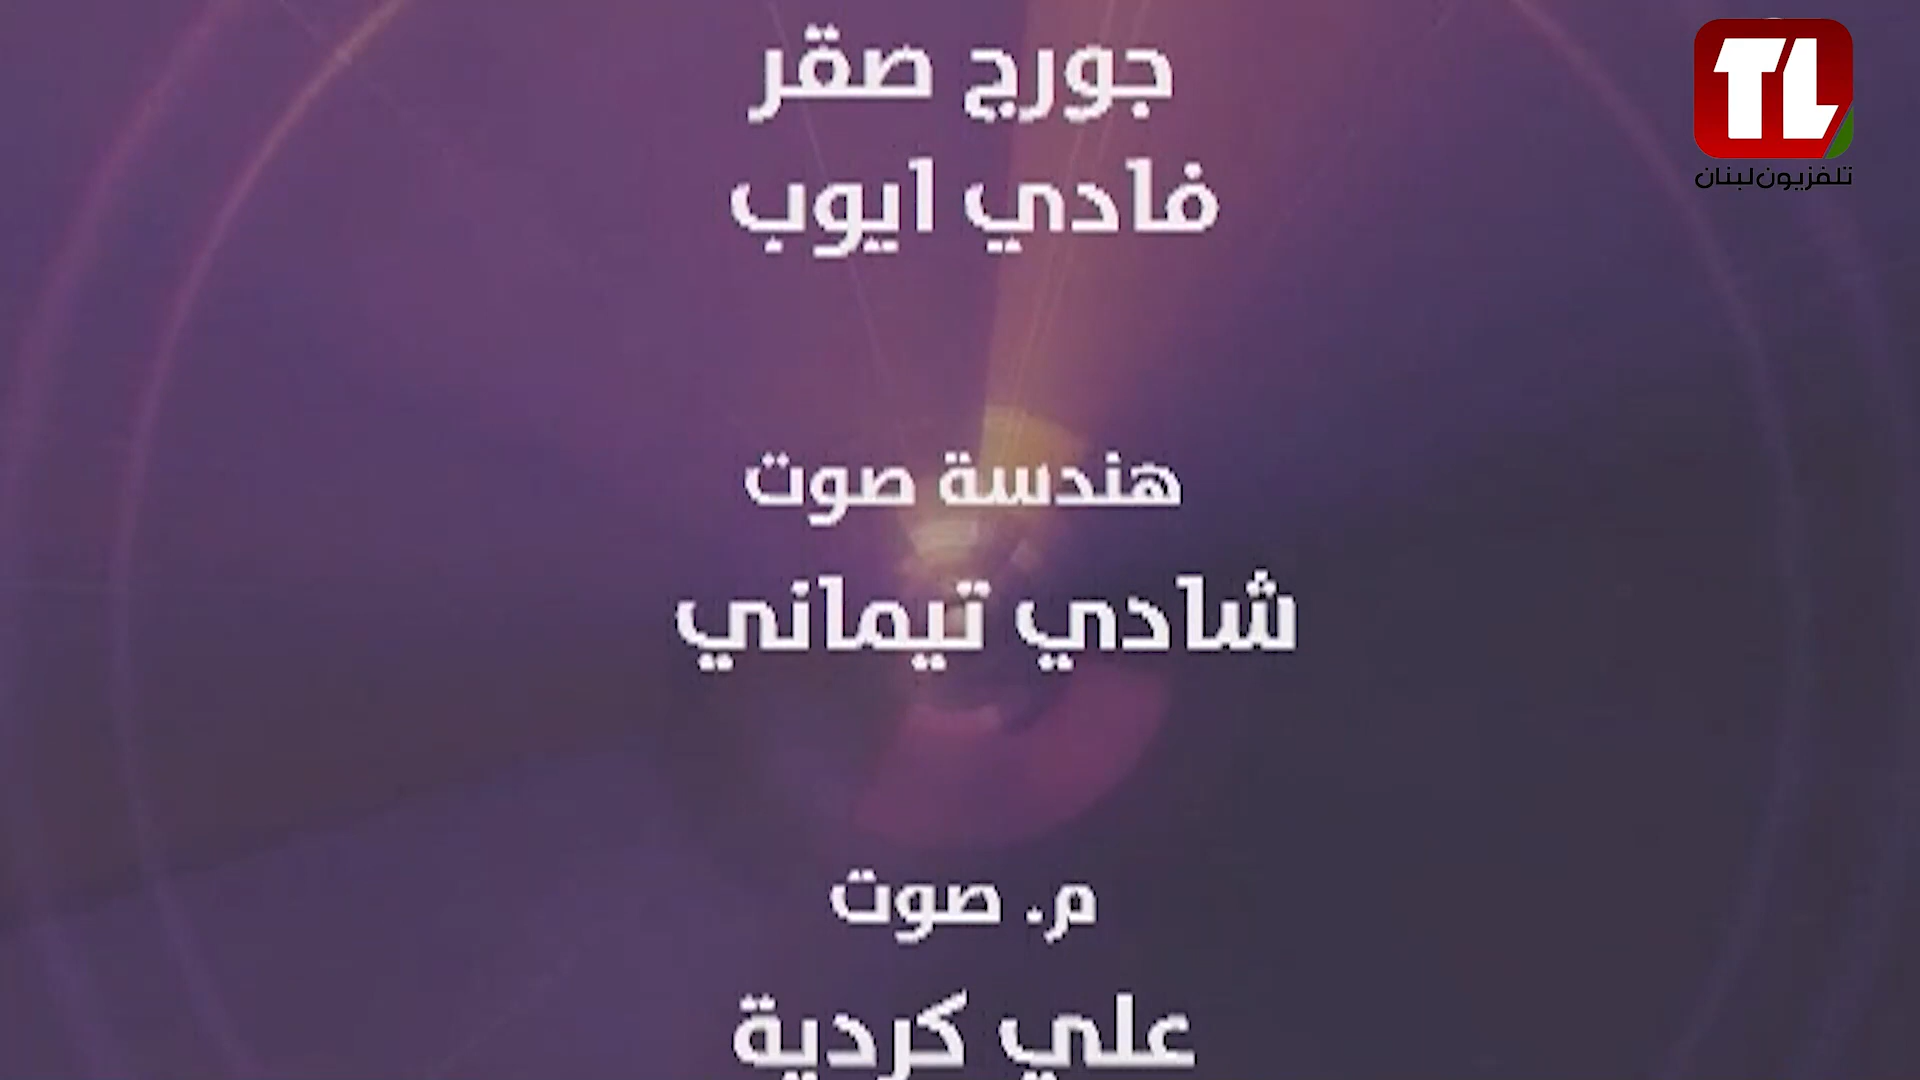 جورج صقر
TL
تلفزيون لبنان
فادي ايوب
هندسة صوت
شادي تيماني
م. صوت
علي كردية